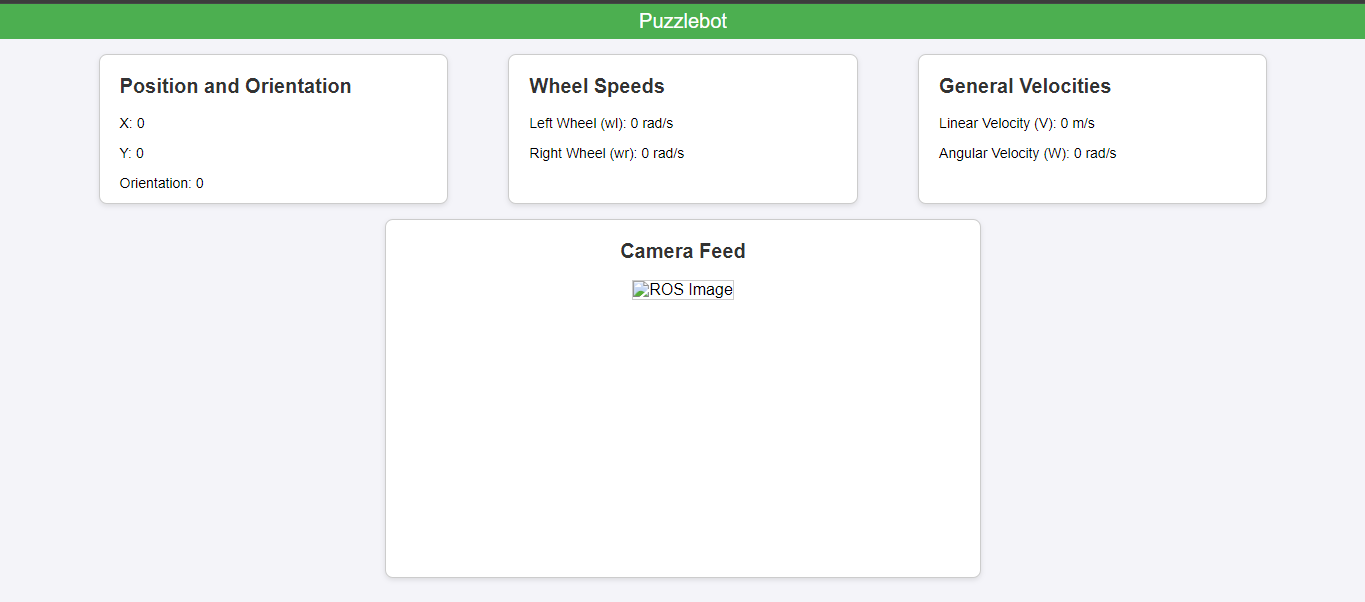 Puzzlebot
Position and Orientation
X: 0
Y: 0
Orientation: 0
Wheel Speeds
Left Wheel (wl): 0 rad/s
Right Wheel (wr): 0 rad/s
General Velocities
Linear Velocity (V): 0 m/s
Angular Velocity (W): 0 rad/s
Camera Feed
ROS Image